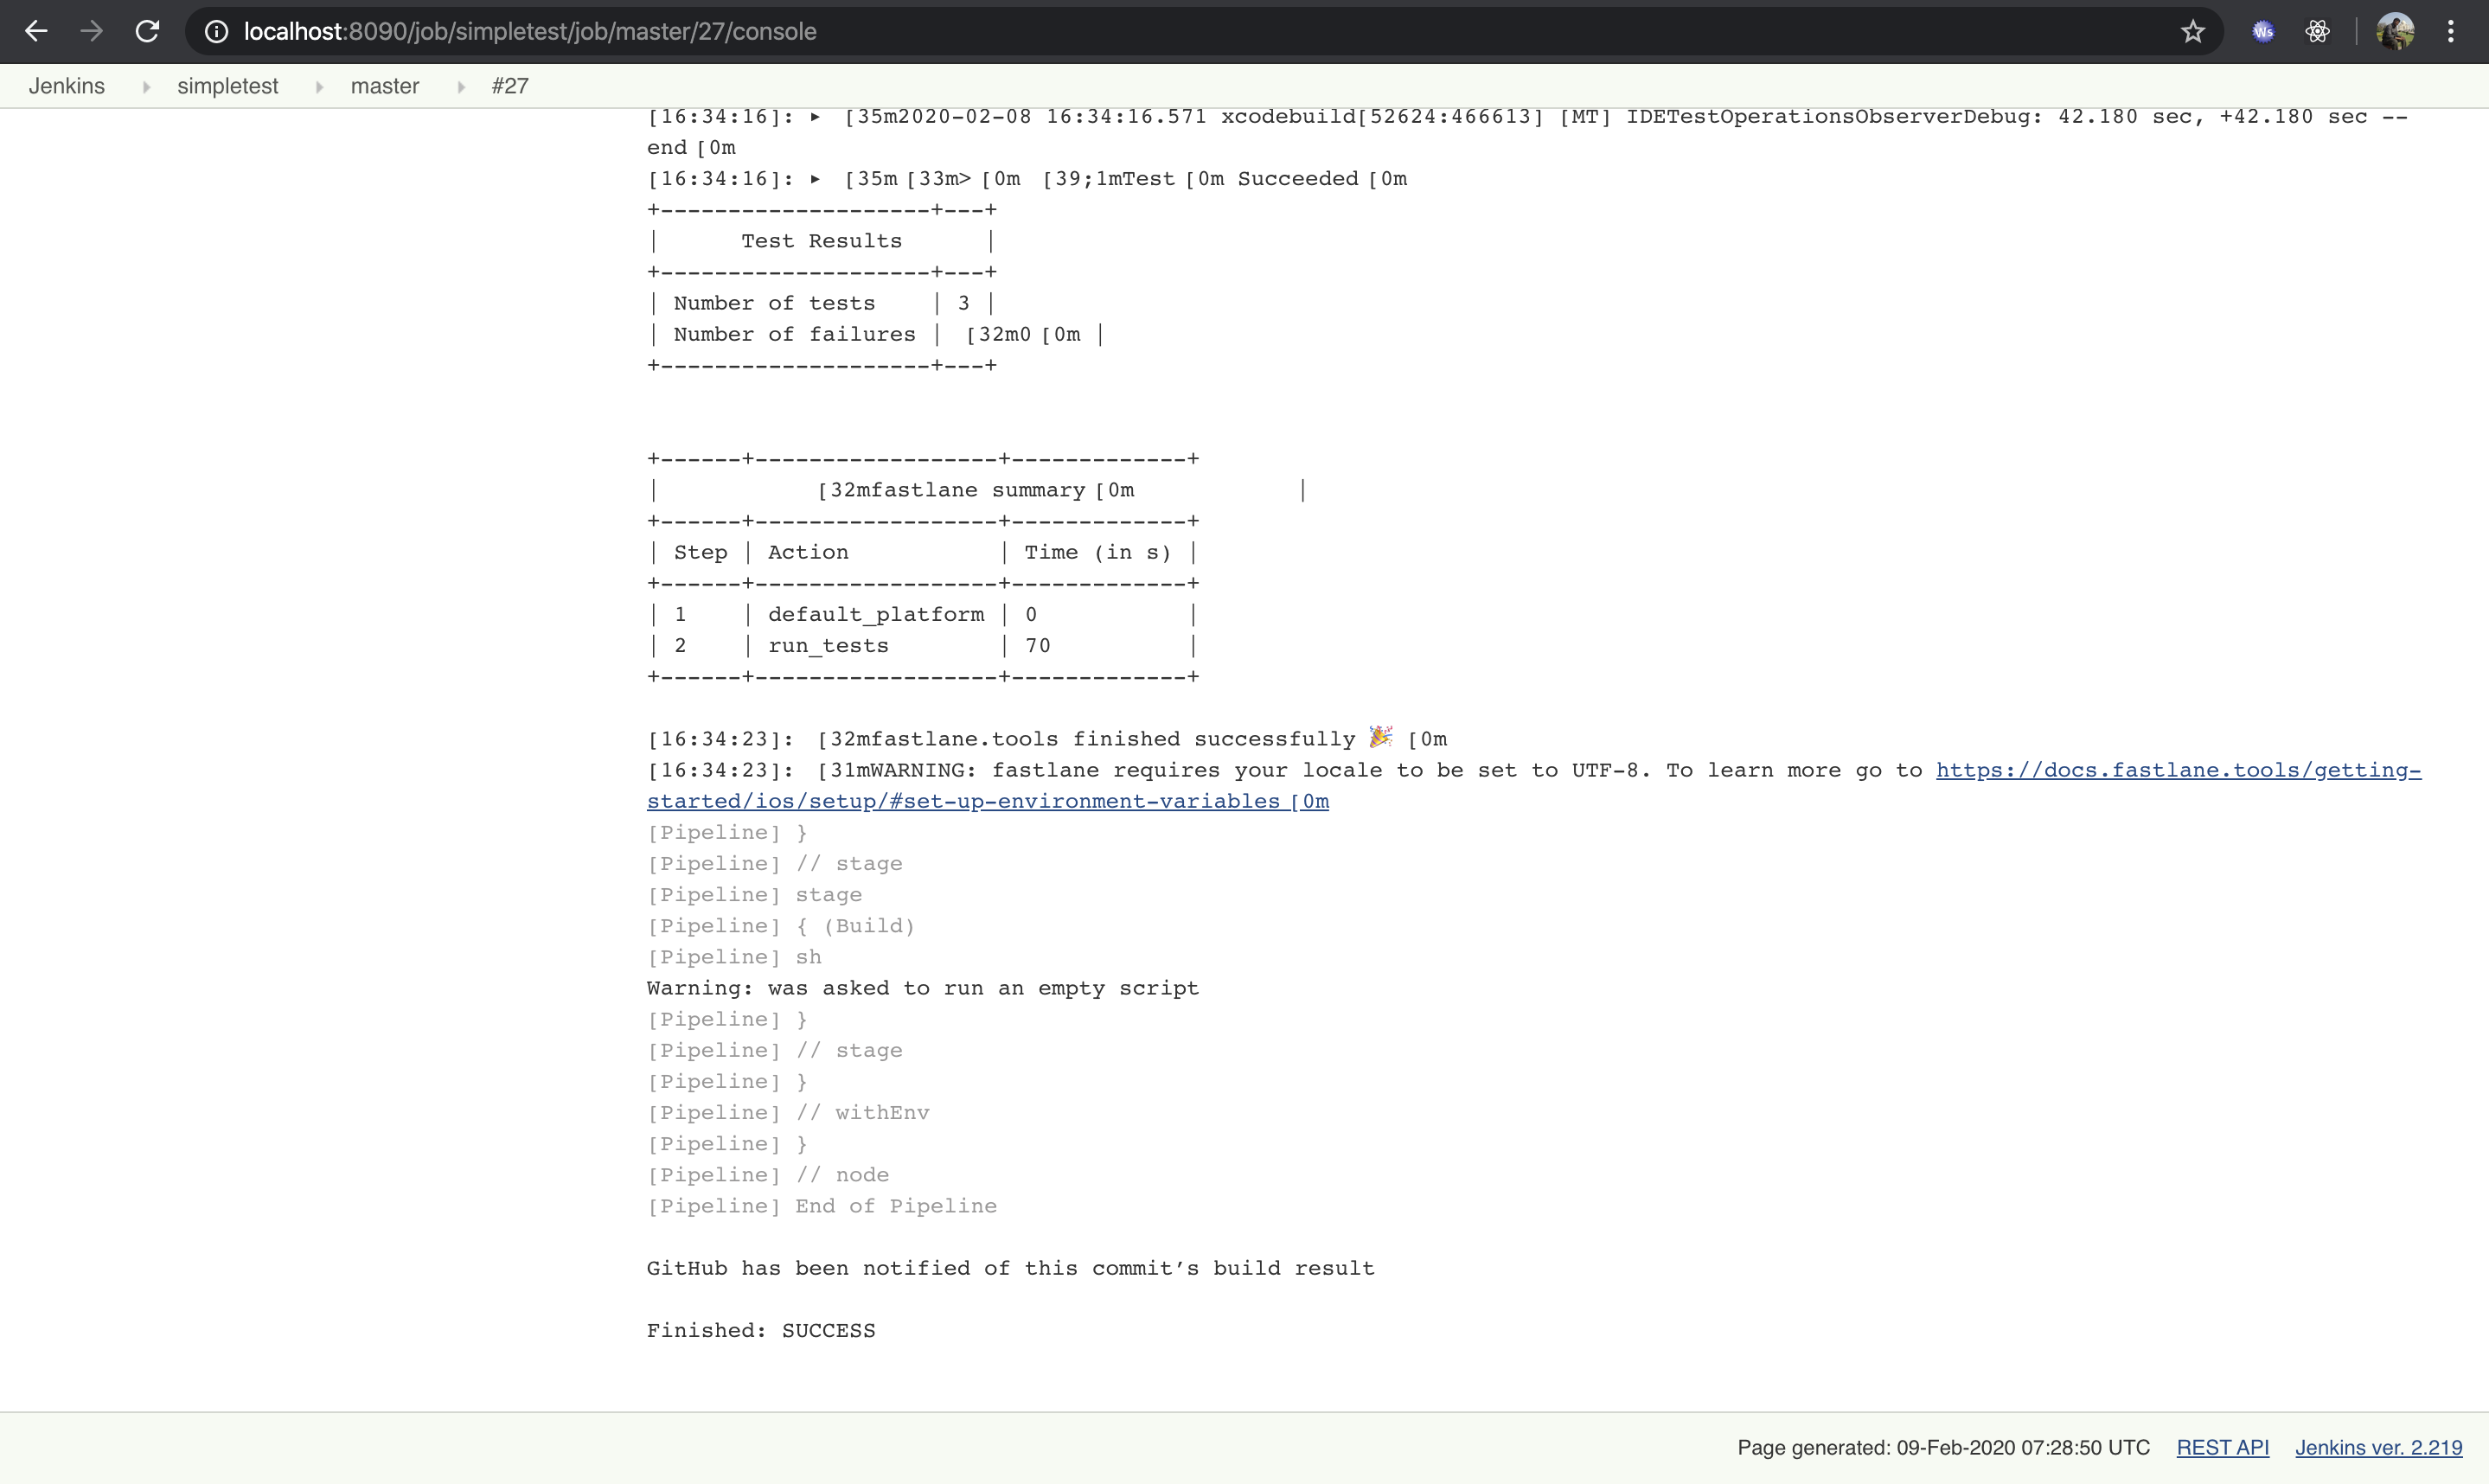 localhost:8090/job/simpletest/job/master/27/console
Ws
Jenkins simpletest master #27
[16:34:16]: ▸  [35m2020-02-08 16:34:16.571 xcodebuild[52624:466613] [MT] IDETestOperationsObserverDebug: 42.180 sec, +42.180 sec --
end [0m
[16:34:16]: ▸  [35m [33m> [0m  [39;1mTest [0m Succeeded [0m
+--------------------+---+
|      Test Results      |
+--------------------+---+
| Number of tests    | 3 |
| Number of failures |  [32m0 [0m |
+--------------------+---+
+------+------------------+-------------+
|            [32mfastlane summary [0m            |
+------+------------------+-------------+
| Step | Action           | Time (in s) |
+------+------------------+-------------+
| 1    | default_platform | 0           |
| 2    | run_tests        | 70          |
+------+------------------+-------------+
[16:34:23]:  [32mfastlane.tools finished successfully 🎉 [0m
[16:34:23]:  [31mWARNING: fastlane requires your locale to be set to UTF-8. To learn more go to https://docs.fastlane.tools/getting-
started/ios/setup/#set-up-environment-variables [0m
[Pipeline] }
[Pipeline] // stage
[Pipeline] stage
[Pipeline] { (Build)
[Pipeline] sh
Warning: was asked to run an empty script
[Pipeline] }
[Pipeline] // stage
[Pipeline] }
[Pipeline] // withEnv
[Pipeline] }
[Pipeline] // node
[Pipeline] End of Pipeline
GitHub has been notified of this commit’s build result
Finished: SUCCESS
Page generated: 09-Feb-2020 07:28:50 UTC REST API Jenkins ver. 2.219